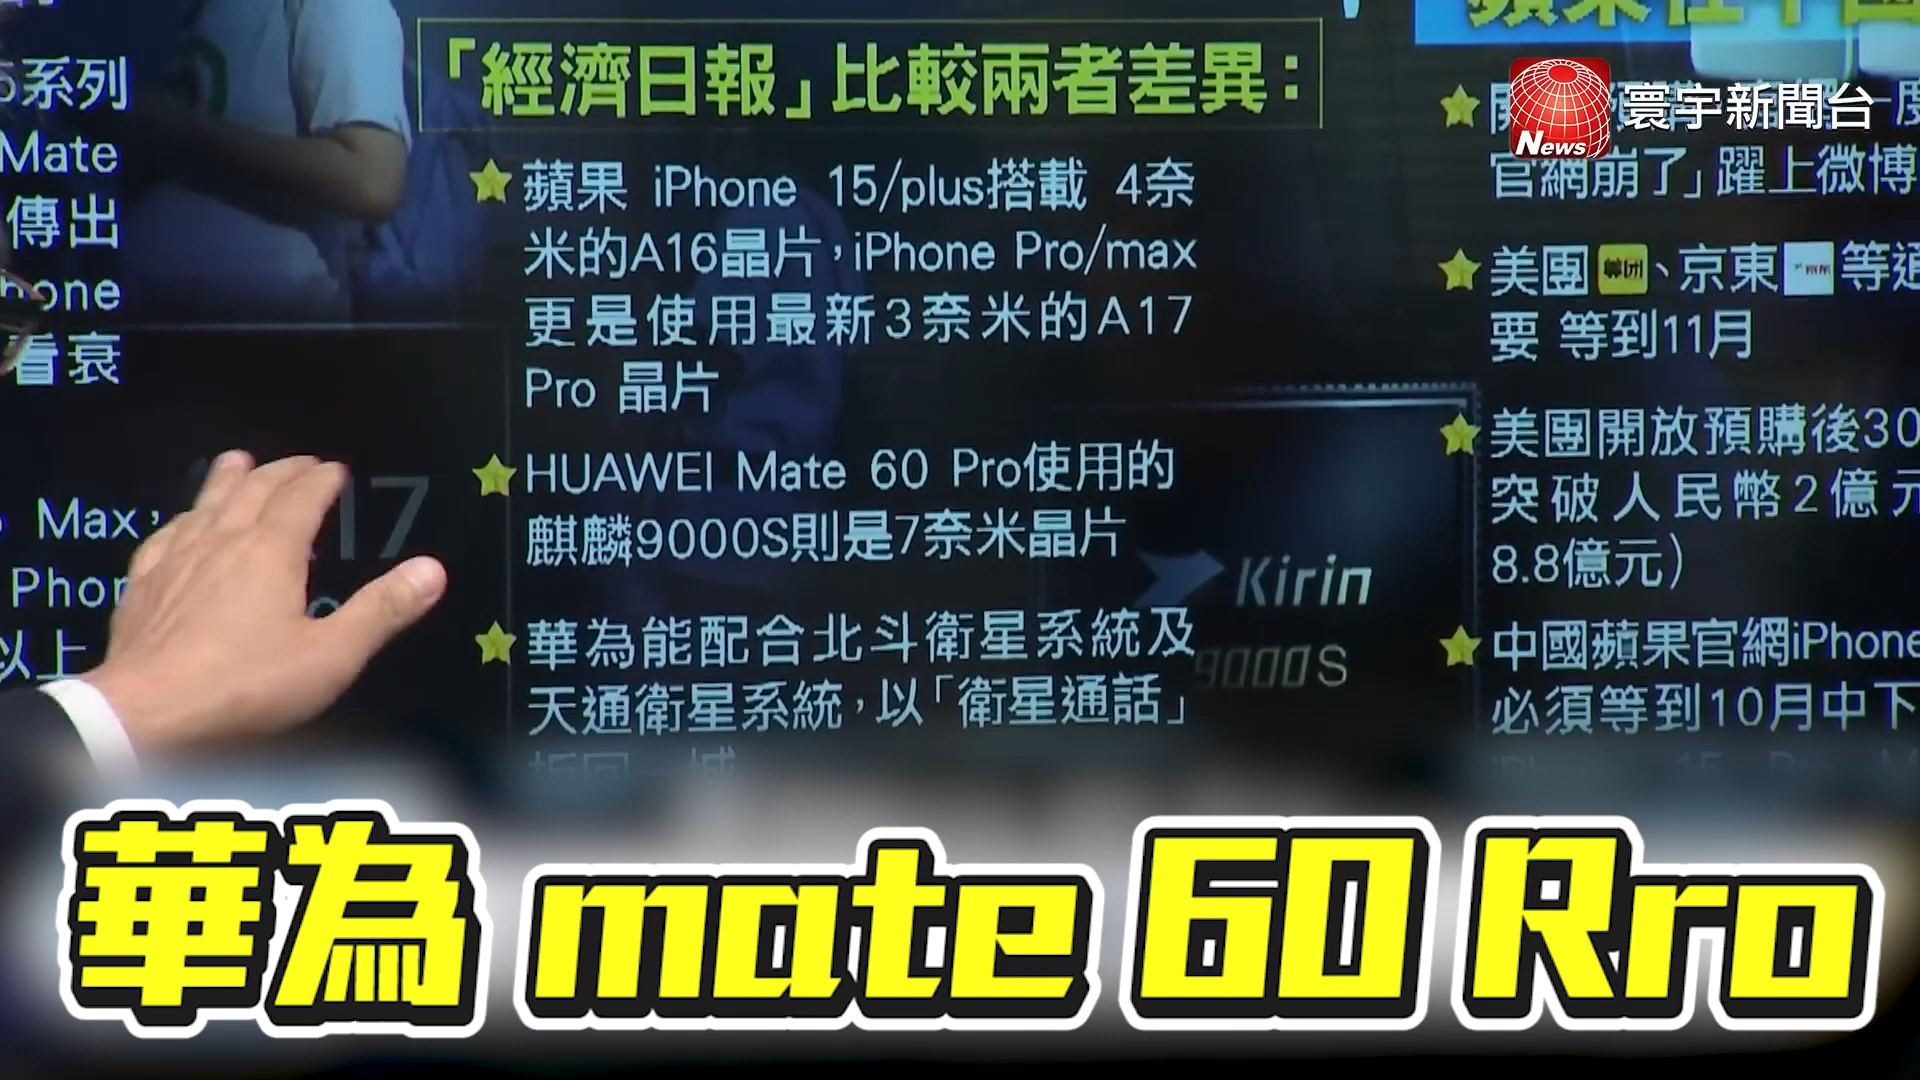 系列
Mate
傳出
看衰
Max，
以上
17
「經濟日報」比較兩者差異：
蘋果 iPhone 15/plus搭載 4奈
米的A16晶片，iPhone Pro/max
更是使用最新3奈米的A17
Pro 晶片
HUAWEI Mate 60 Pro使用的
麒麟9000S則是7奈米晶片
華為能配合北斗衛星系統及
天通衛星系統，以「衛星通話」
Kirin
9000S
寰宇新聞台
News
官網崩了」躍上微博
美團 美团、京東 等通
要 等到11月
美團開放預購後30
突破人民幣2億元
8.8億元）
中國蘋果官網iPhone
必須等到10月中下
華為 mate 60 Rro